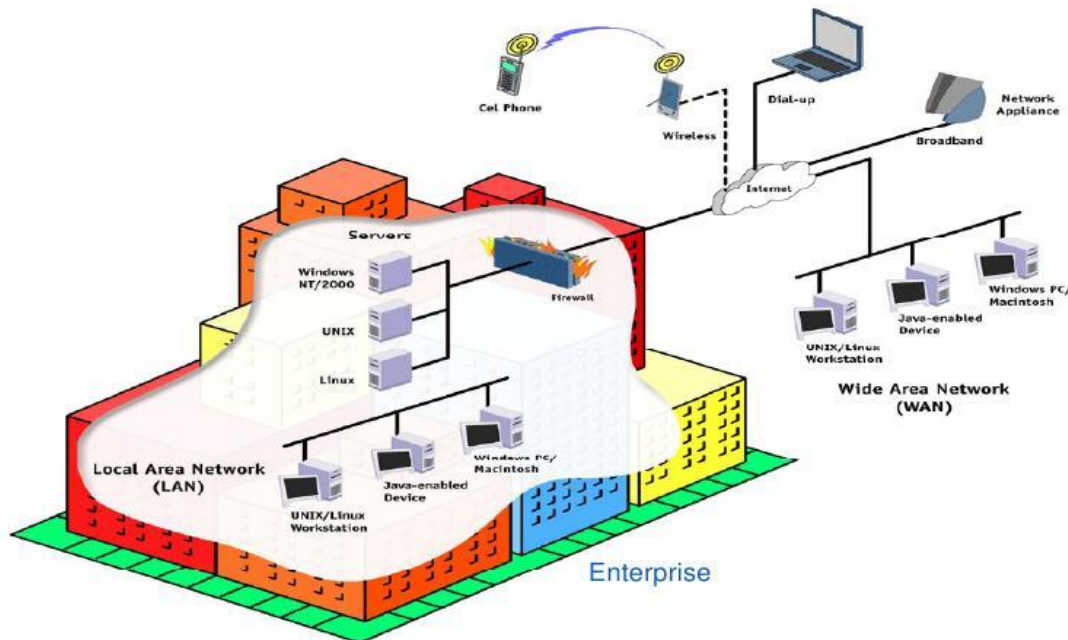 Cel Phone
Wireless
Dial-up
Network
Appliance
Broadband
Internet
Servers
Windows
NT/2000
Firewall
UNIX
Linux
Windows PC/
Macintosh
Java-enabled
Device
UNIX/Linux
Workstation
Wide Area Network
(WAN)
Local Area Network
(LAN)
Windows PC/
Macintosh
Java-enabled
Device
UNIX/Linux
Workstation
Enterprise